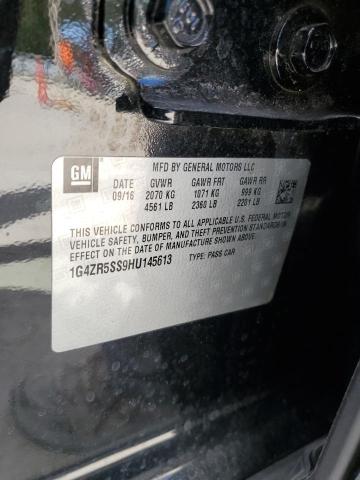 GM
MFD BY GENERAL MOTORS LLC
DATE GVWR GAWR FRT GAWR RR
09/16 2070 KG 1071 KG 999 KG
4561 LB 2360 LB 2201 LB
THIS VEHICLE CONFORMS TO ALL APPLICABLE U.S. FEDERAL MOTOR
VEHICLE SAFETY, BUMPER, AND THEFT PREVENTION STANDARDS IN
EFFECT ON THE DATE OF MANUFACTURE SHOWN ABOVE.
1G4ZR5SS9HU145613 TYPE: PASS CAR